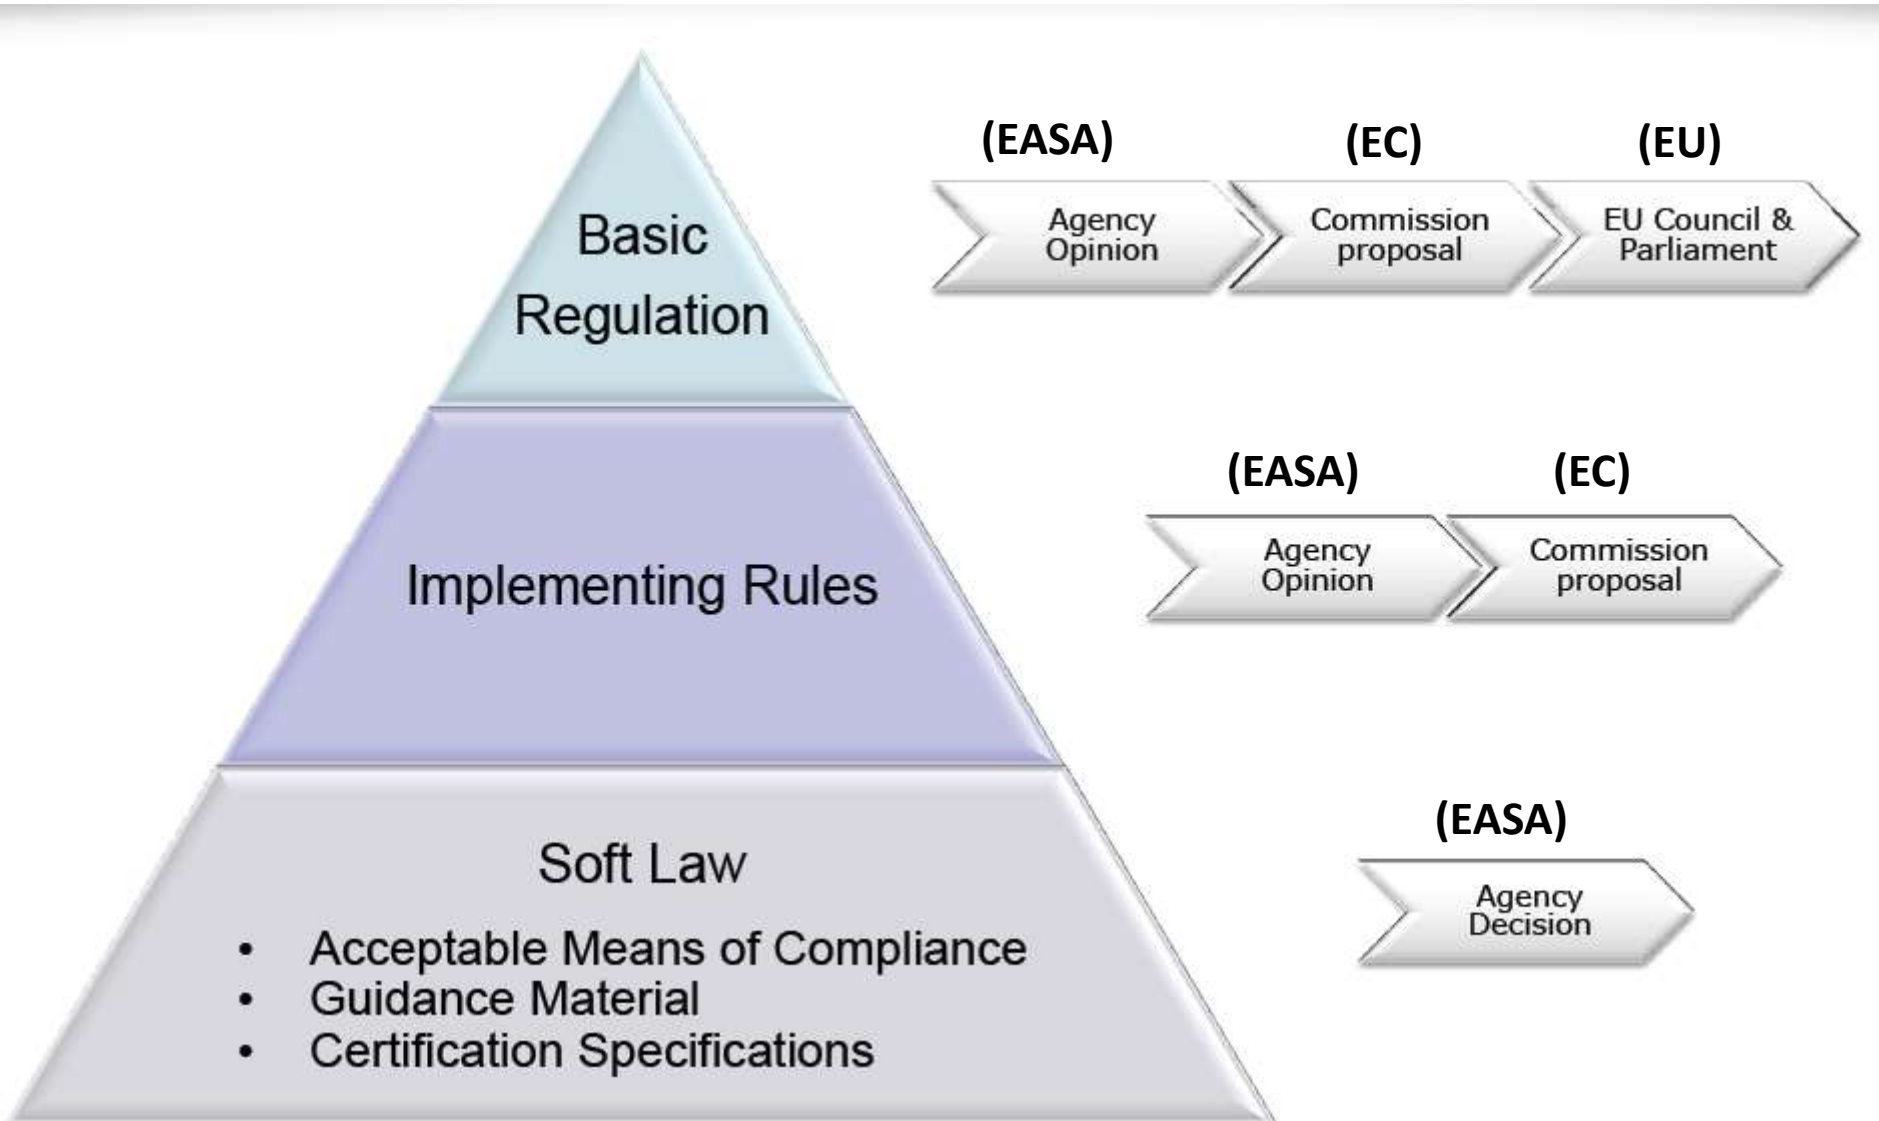 (EASA) (EC) (EU)
Agency Opinion
Commission proposal
EU Council & Parliament
Basic
Regulation
(EASA) (EC)
Agency Opinion
Commission proposal
Implementing Rules
(EASA)
Agency Decision
Soft Law
• Acceptable Means of Compliance
• Guidance Material
• Certification Specifications